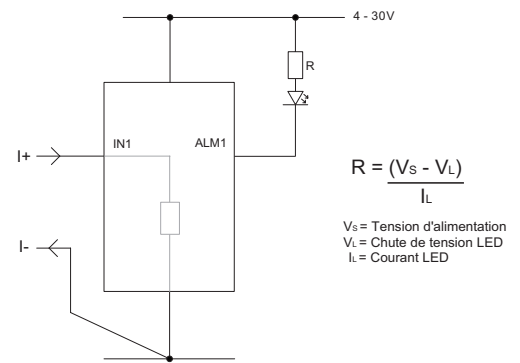 4 - 30V
R
IN1
ALM1
I+
I-
R = (Vs - VL)
IL
Vs = Tension d'alimentation
VL = Chute de tension LED
IL = Courant LED